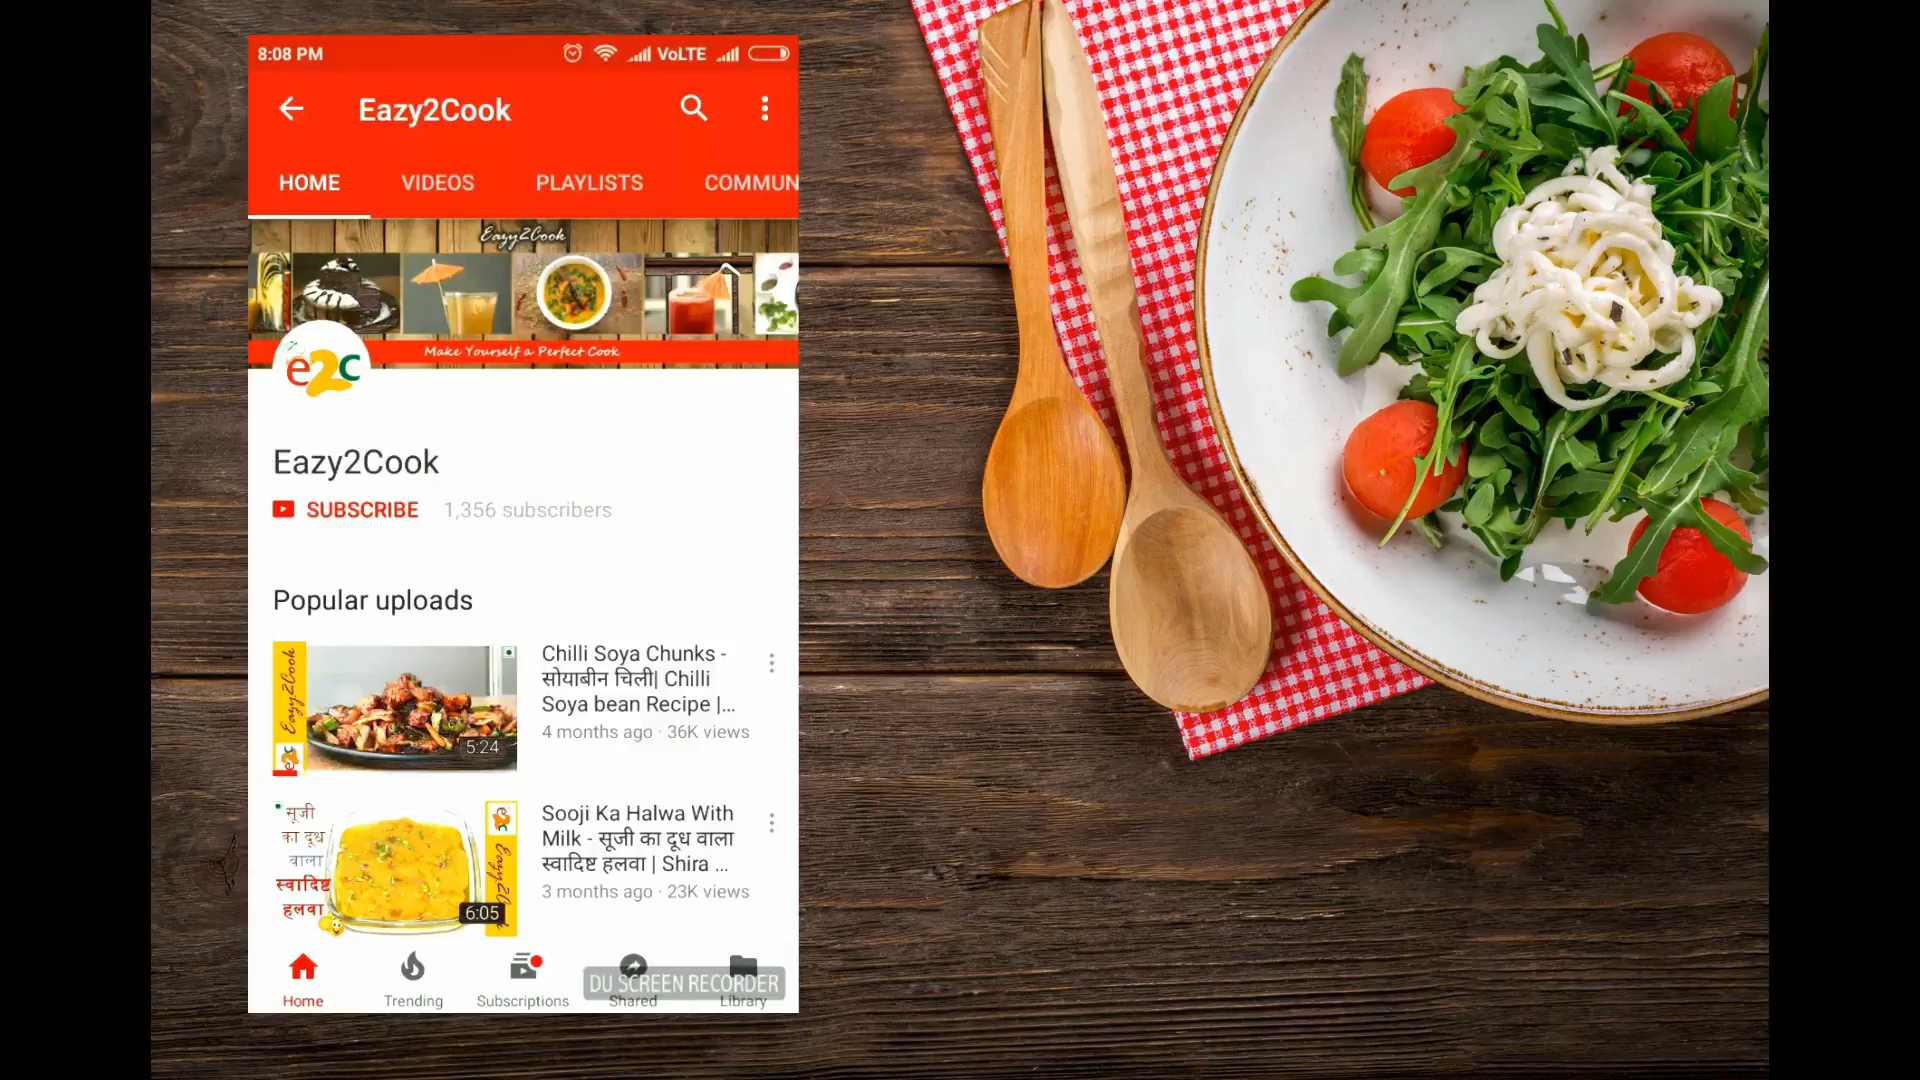 8:08 PM VoLTE
Eazy2Cook
HOME VIDEOS PLAYLISTS COMMUN
Eazy2Cook
Make Yourself a Perfect Cook
e2c
Eazy2Cook
SUBSCRIBE 1,356 subscribers
Popular uploads
Eazy2Cook
5:24
Chilli Soya Chunks -
सोयाबीन चिली| Chilli
Soya bean Recipe |...
4 months ago · 36K views
सूजी
का दूध
वाला
स्वादिष्ट
हलवा
6:05
Sooji Ka Halwa With
Milk - सूजी का दूध वाला
स्वादिष्ट हलवा | Shira ...
3 months ago · 23K views
DU SCREEN RECORDER
Home Trending Subscriptions Shared Library